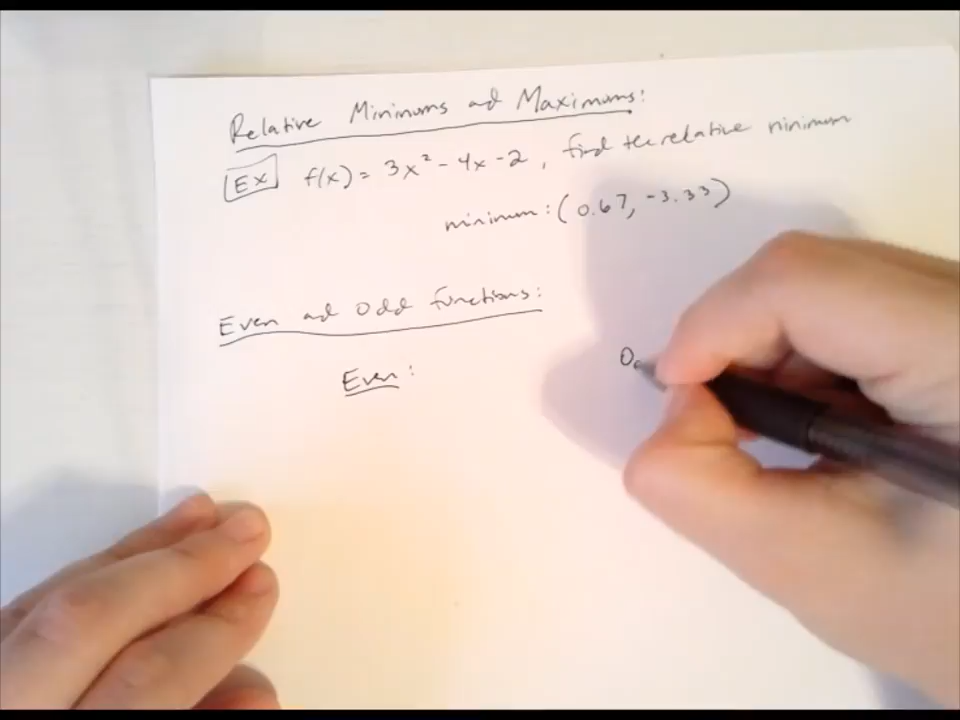 Relative Minimums and Maximums:
Ex f(x) = 3x² - 4x - 2, find the relative minimum
minimum: (0.67, -3.33)
Even and Odd Functions:
Even: Od